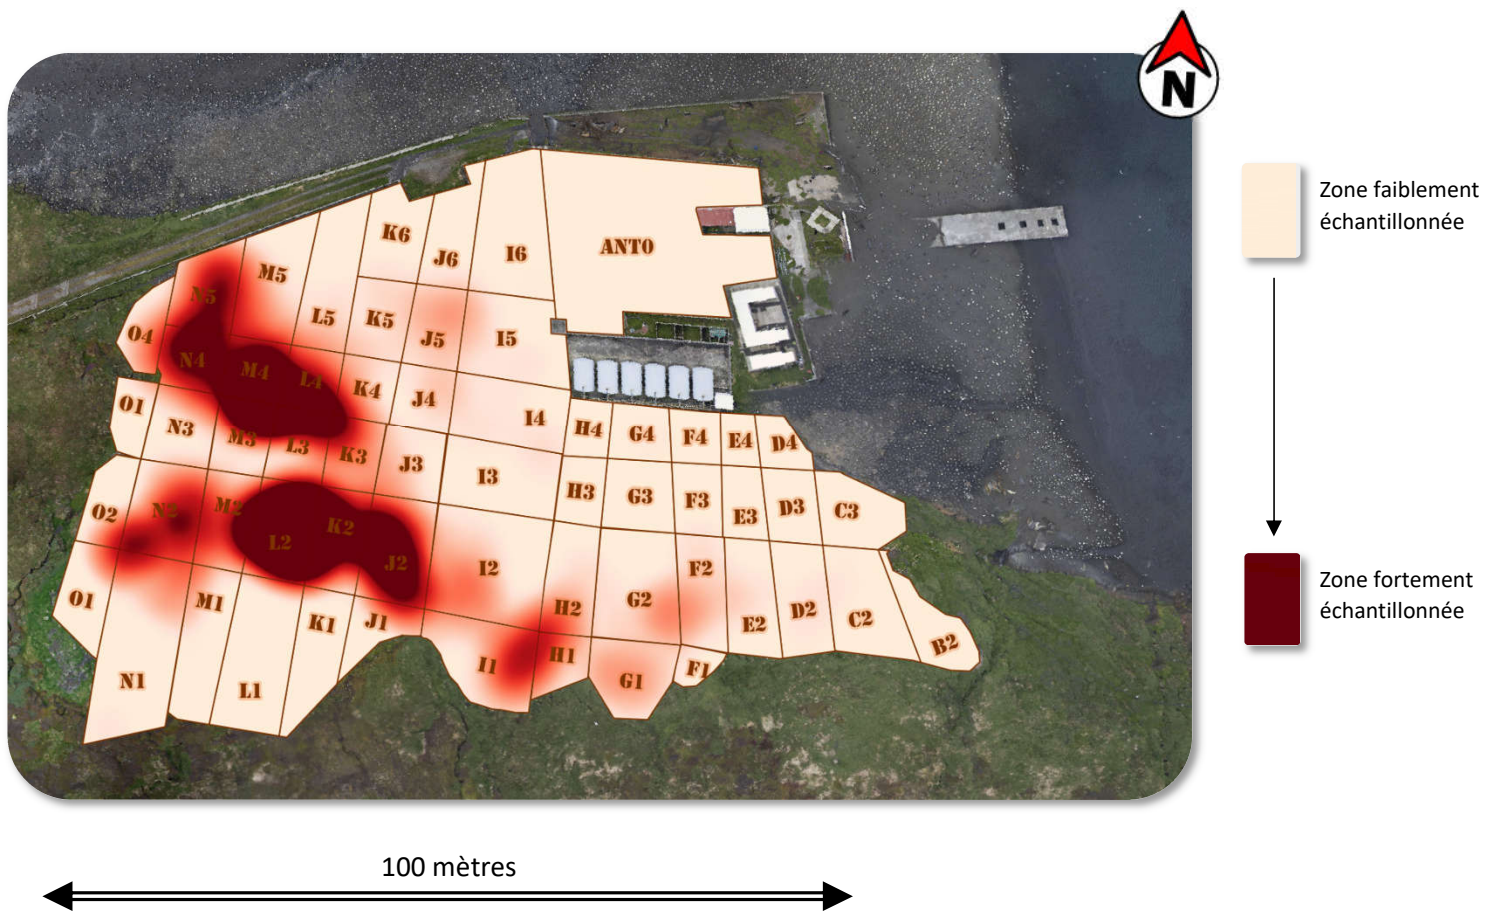 N
K6
J6
I6
ANTO
M5
N5
L5
K5
J5
I5
O4
N4
M4
L4
K4
J4
I4
H4
G4
F4
E4
D4
O1
N3
M3
L3
K3
J3
I3
H3
G3
F3
E3
D3
C3
O2
N2
M2
L2
K2
J2
I2
H2
G2
F2
E2
D2
C2
B2
O1
N1
M1
L1
K1
J1
I1
H1
G1
F1
Zone faiblement
échantillonnée
Zone fortement
échantillonnée
100 mètres